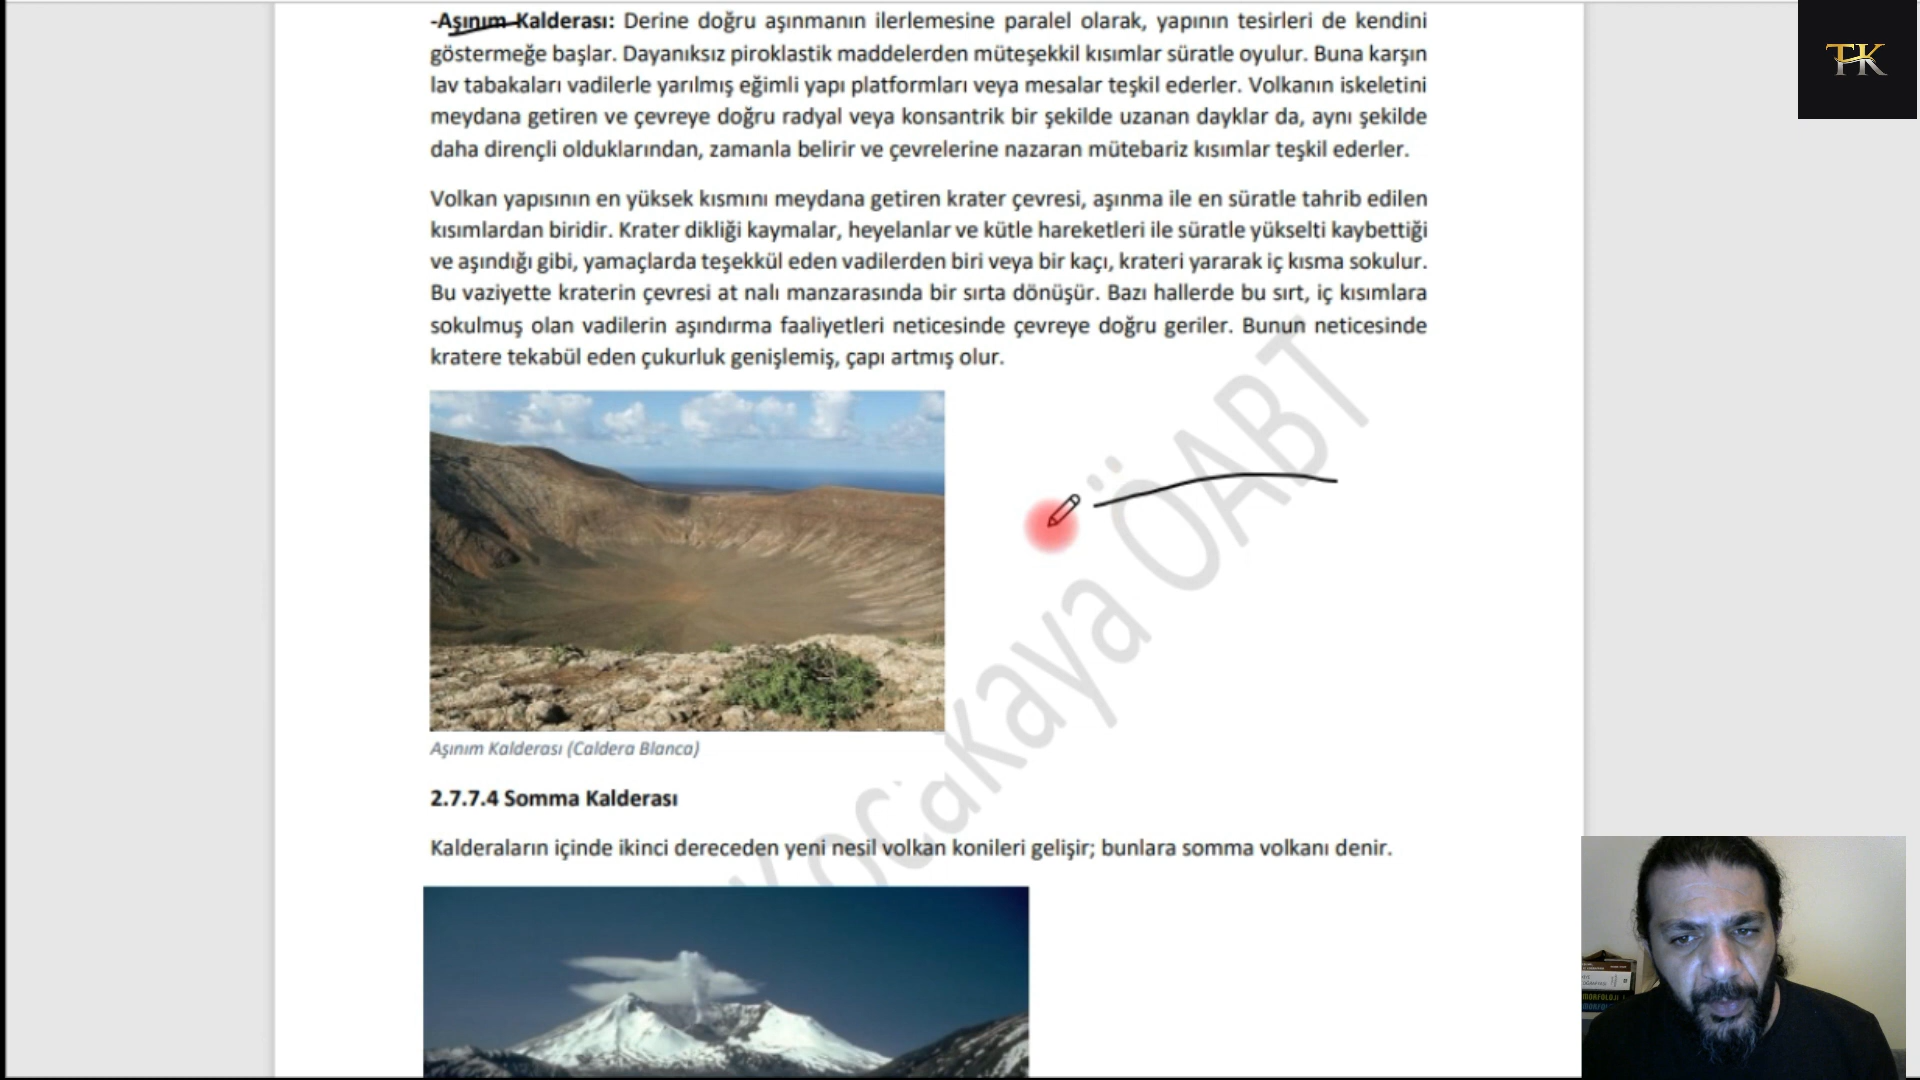 -Aşınım Kalderası: Derine doğru aşınmanın ilerlemesine paralel olarak, yapının tesirleri de kendini
göstermeğe başlar. Dayanıksız piroklastik maddelerden müteşekkil kısımlar süratle oyulur. Buna karşın
lav tabakaları vadilerle yarılmış eğimli yapı platformları veya mesalar teşkil ederler. Volkanın iskeletini
meydana getiren ve çevreye doğru radyal veya konsantrik bir şekilde uzanan dayklar da, aynı şekilde
daha dirençli olduklarından, zamanla belirir ve çevrelerine nazaran mütebariz kısımlar teşkil ederler.
Volkan yapısının en yüksek kısmını meydana getiren krater çevresi, aşınma ile en süratle tahrib edilen
kısımlardan biridir. Krater dikliği kaymalar, heyelanlar ve kütle hareketleri ile süratle yükselti kaybettiği
ve aşındığı gibi, yamaçlarda teşekkül eden vadilerden biri veya bir kaçı, krateri yararak iç kısma sokulur.
Bu vaziyette kraterin çevresi at nalı manzarasında bir sırta dönüşür. Bazı hallerde bu sırt, iç kısımlara
sokulmuş olan vadilerin aşındırma faaliyetleri neticesinde çevreye doğru geriler. Bunun neticesinde
kratere tekabül eden çukurluk genişlemiş, çapı artmış olur.
Aşınım Kalderası (Caldera Blanca)
2.7.7.4 Somma Kalderası
Kalderaların içinde ikinci dereceden yeni nesil volkan konileri gelişir; bunlara somma volkanı denir.
Kocakaya ÖABT
TK